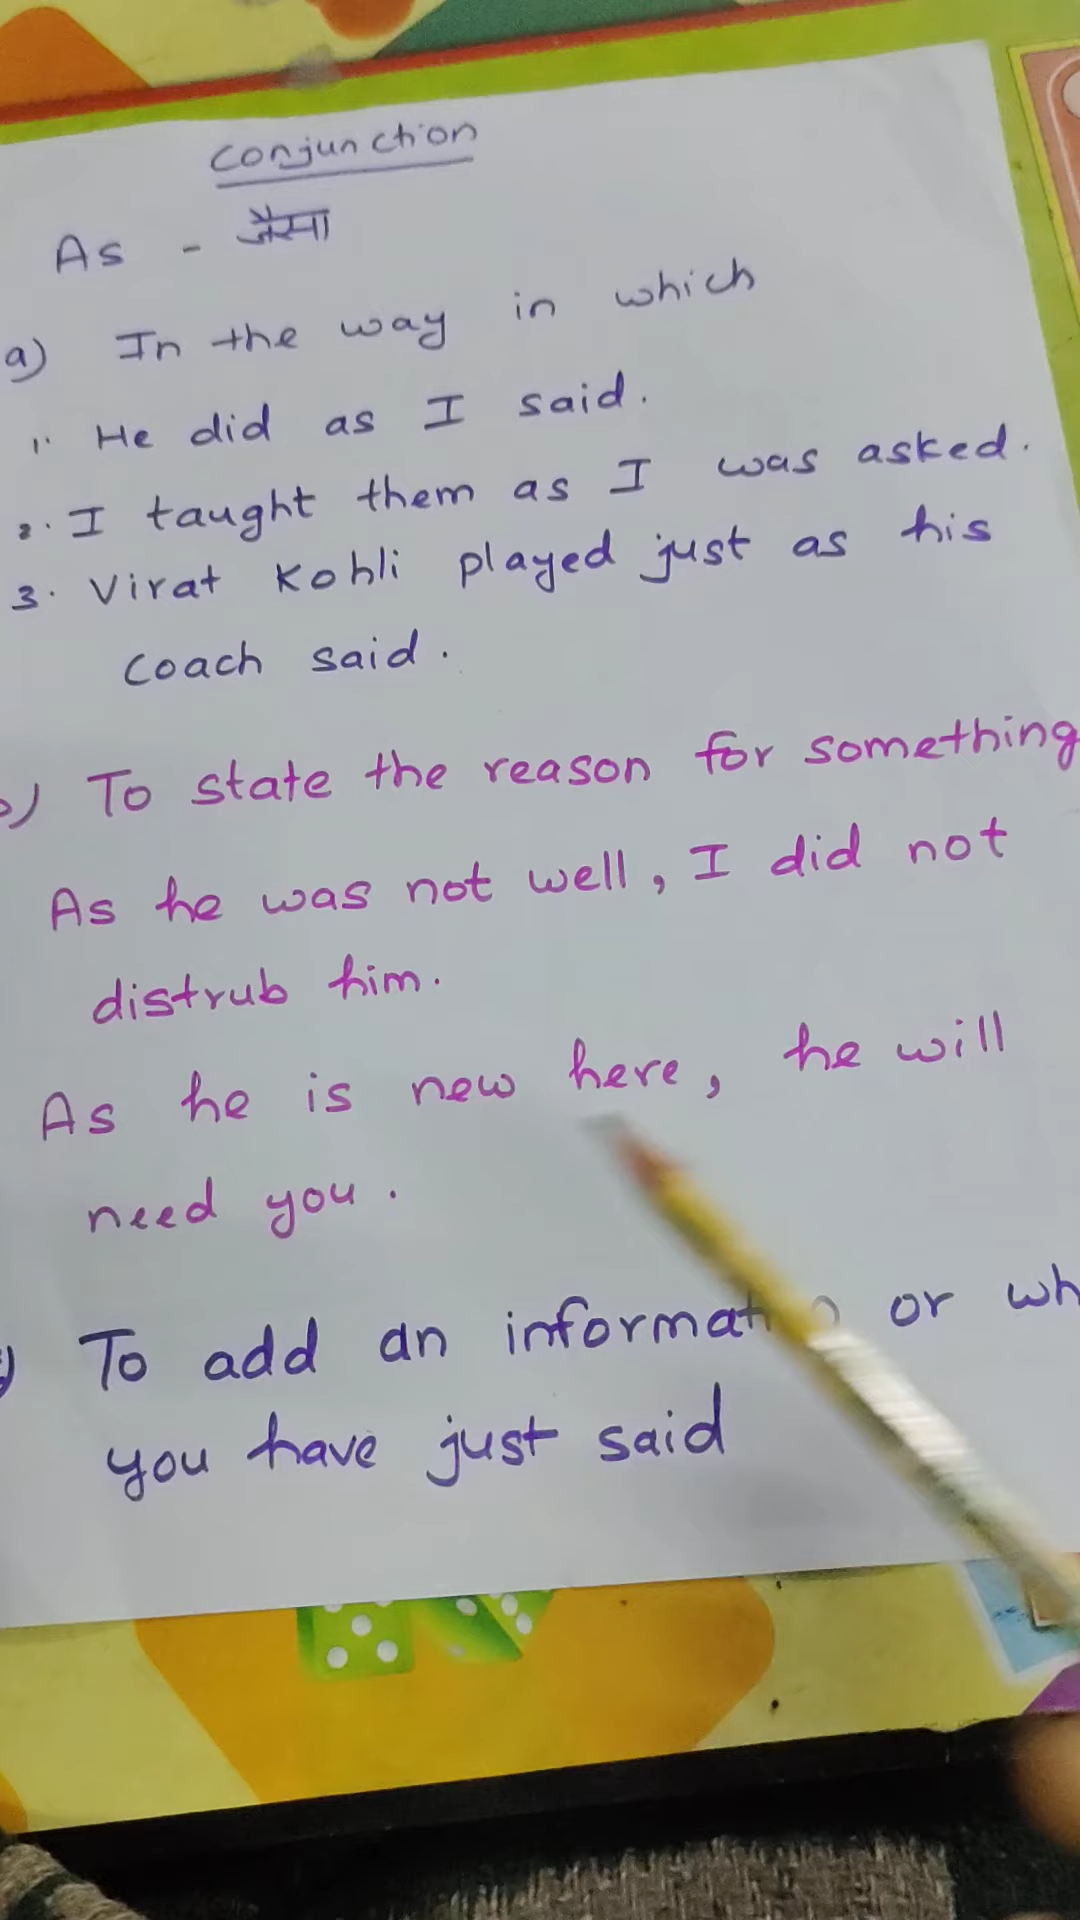 Conjunction
As - जैसा
a) In the way in which
1. He did as I said.
2. I taught them as I was asked.
3. Virat Kohli played just as his
coach said.
To state the reason for something
As he was not well, I did not
distrub him.
As he is new here, he will
need you.
To add an or
you have just said